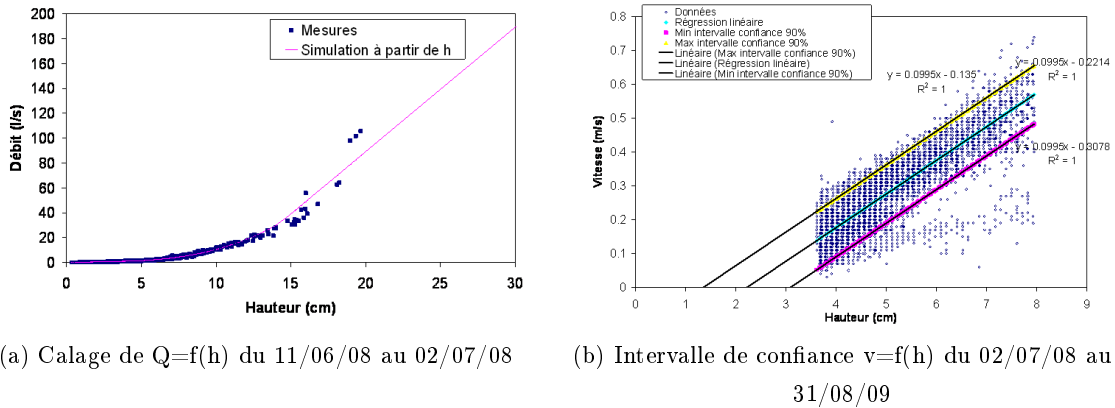 200
180
160
140
120
100
80
60
40
20
0
Débit (l/s)
Mesures
Simulation à partir de h
0 5 10 15 20 25 30
Hauteur (cm)
(a) Calage de Q=f(h) du 11/06/08 au 02/07/08
0.8
0.7
0.6
0.5
0.4
0.3
0.2
0.1
0
Vitesse (m/s)
Données
Régression linéaire
Min intervalle confiance 90%
Max intervalle confiance 90%
Linéaire (Max intervalle confiance 90%)
Linéaire (Régression linéaire)
Linéaire (Min intervalle confiance 90%)
y = 0.0995x - 0.135
R² = 1
y = 0.0995x - 0.2214
R² = 1
y = 0.0995x - 0.3078
R² = 1
0 1 2 3 4 5 6 7 8 9
Hauteur (cm)
(b) Intervalle de confiance v=f(h) du 02/07/08 au
31/08/09